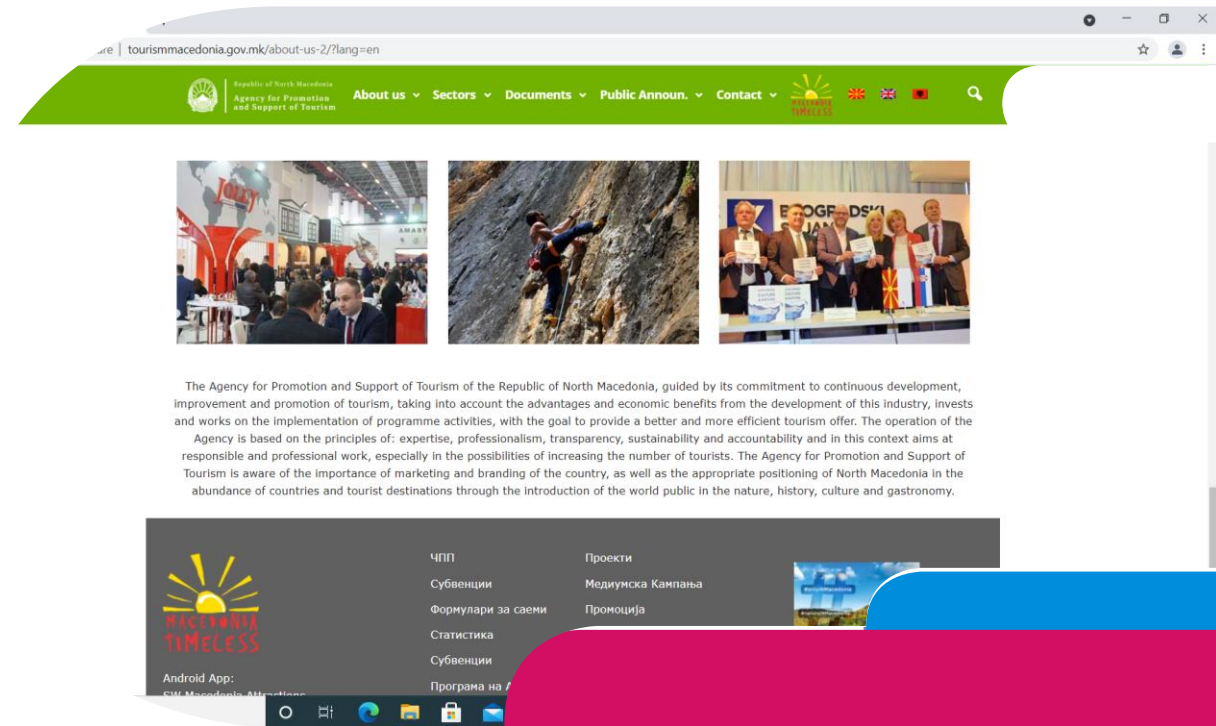 tourismmacedonia.gov.mk/about-us-2/?lang=en
Republic of North Macedonia
Agency for Promotion
and Support of Tourism
About us Sectors Documents Public Announ. Contact
MACEDONIA
TIMELESS
JOLLY
AMASY
The Agency for Promotion and Support of Tourism of the Republic of North Macedonia, guided by its commitment to continuous development,
improvement and promotion of tourism, taking into account the advantages and economic benefits from the development of this industry, invests
and works on the implementation of programme activities, with the goal to provide a better and more efficient tourism offer. The operation of the
Agency is based on the principles of: expertise, professionalism, transparency, sustainability and accountability and in this context aims at
responsible and professional work, especially in the possibilities of increasing the number of tourists. The Agency for Promotion and Support of
Tourism is aware of the importance of marketing and branding of the country, as well as the appropriate positioning of North Macedonia in the
abundance of countries and tourist destinations through the introduction of the world public in the nature, history, culture and gastronomy.
MACEDONIA
TIMELESS
Android App:
SW Macedonia Attractions
ЧПП
Субвенции
Формулари за саеми
Статистика
Субвенции
Програма на
Проекти
Медиумска Кампања
Промоција